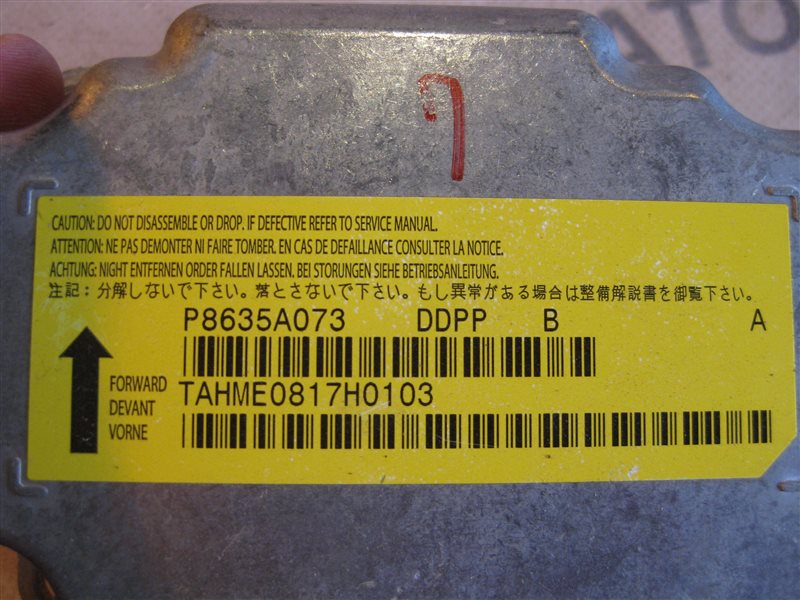 ATO
7
CAUTION: DO NOT DISASSEMBLE OR DROP. IF DEFECTIVE REFER TO SERVICE MANUAL.
ATTENTION: NE PAS DEMONTER NI FAIRE TOMBER. EN CAS DE DEFAILLANCE CONSULTER LA NOTICE.
ACHTUNG: NIGHT ENTFERNEN ORDER FALLEN LASSEN. BEI STORUNGEN SIEHE BETRIEBSANLEITUNG.
注記：分解しないで下さい。落とさないで下さい。もし異常がある場合は整備解説書を御覧下さい。
P8635A073 DDPP B A
FORWARD
DEVANT
VORNE
TAHME0817H0103